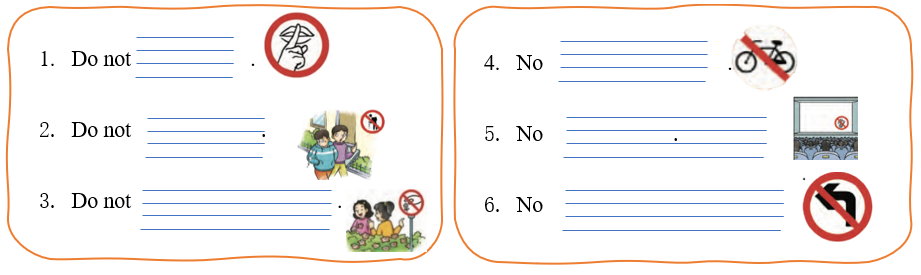 1. Do not .
2. Do not .
3. Do not .
4. No .
5. No .
6. No .